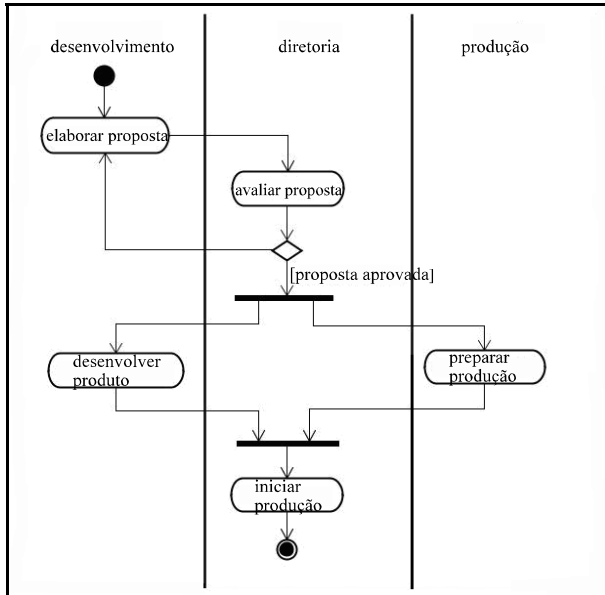 desenvolvimento
diretoria
produção
elaborar proposta
avaliar proposta
[proposta aprovada]
desenvolver
produto
preparar
produção
iniciar
produção